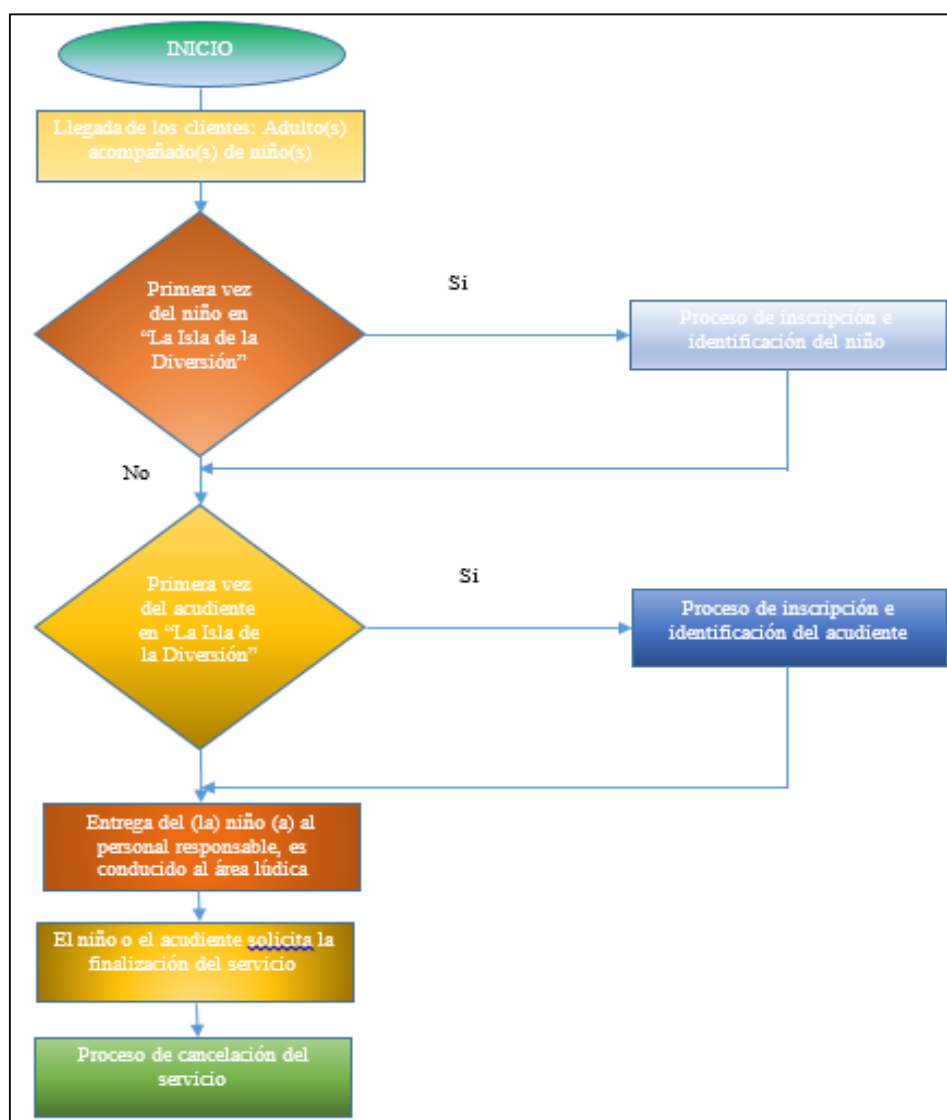 INICIO
Llegada de los clientes: Adulto(s)
acompañado(s) de niño(s)
Primera vez
del niño en
“La Isla de la
Diversión”
Si
Proceso de inscripción e
identificación del niño
No
Primera vez
del acudiente
en “La Isla de
la Diversión”
Si
Proceso de inscripción e
identificación del acudiente
Entrega del (la) niño (a) al
personal responsable, es
conducido al área lúdica
El niño o el acudiente solicita la
finalización del servicio
Proceso de cancelación del
servicio